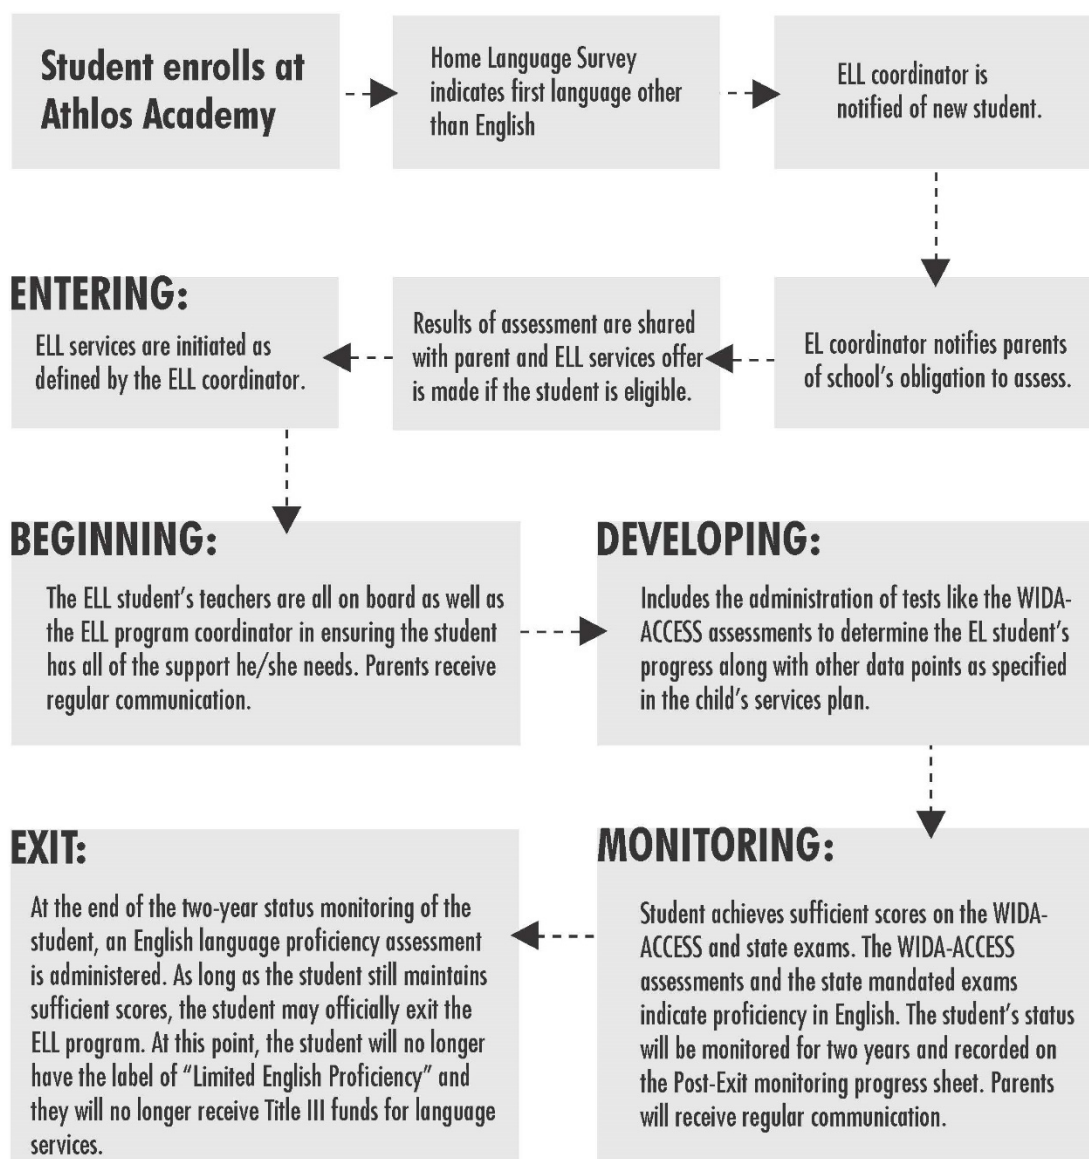 Student enrolls at
Athlos Academy
Home Language Survey
indicates first language other
than English
ELL coordinator is
notified of new student.
EL coordinator notifies parents
of school's obligation to assess.
Results of assessment are shared
with parent and ELL services offer
is made if the student is eligible.
ENTERING:
ELL services are initiated as
defined by the ELL coordinator.
BEGINNING:
The ELL student's teachers are all on board as well as
the ELL program coordinator in ensuring the student
has all of the support he/she needs. Parents receive
regular communication.
DEVELOPING:
Includes the administration of tests like the WIDA-
ACCESS assessments to determine the EL student's
progress along with other data points as specified
in the child's services plan.
MONITORING:
Student achieves sufficient scores on the WIDA-
ACCESS and state exams. The WIDA-ACCESS
assessments and the state mandated exams
indicate proficiency in English. The student's status
will be monitored for two years and recorded on
the Post-Exit monitoring progress sheet. Parents
will receive regular communication.
EXIT:
At the end of the two-year status monitoring of the
student, an English language proficiency assessment
is administered. As long as the student still maintains
sufficient scores, the student may officially exit the
ELL program. At this point, the student will no longer
have the label of “Limited English Proficiency” and
they will no longer receive Title III funds for language
services.